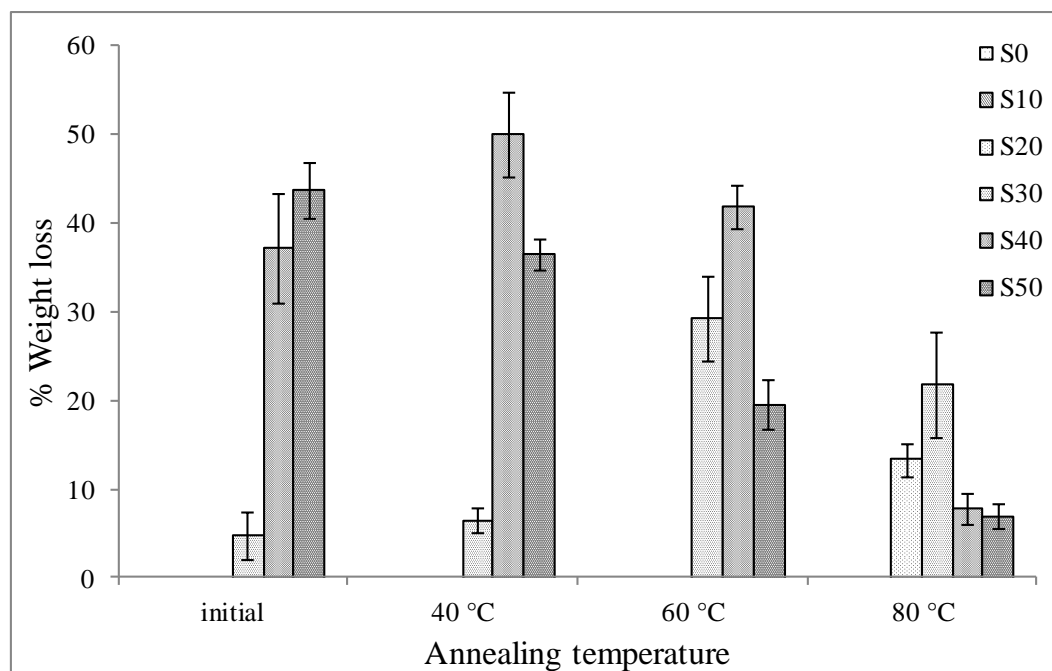 60
50
40
30
20
10
0
% Weight loss
initial
40 °C
60 °C
80 °C
Annealing temperature
S0
S10
S20
S30
S40
S50